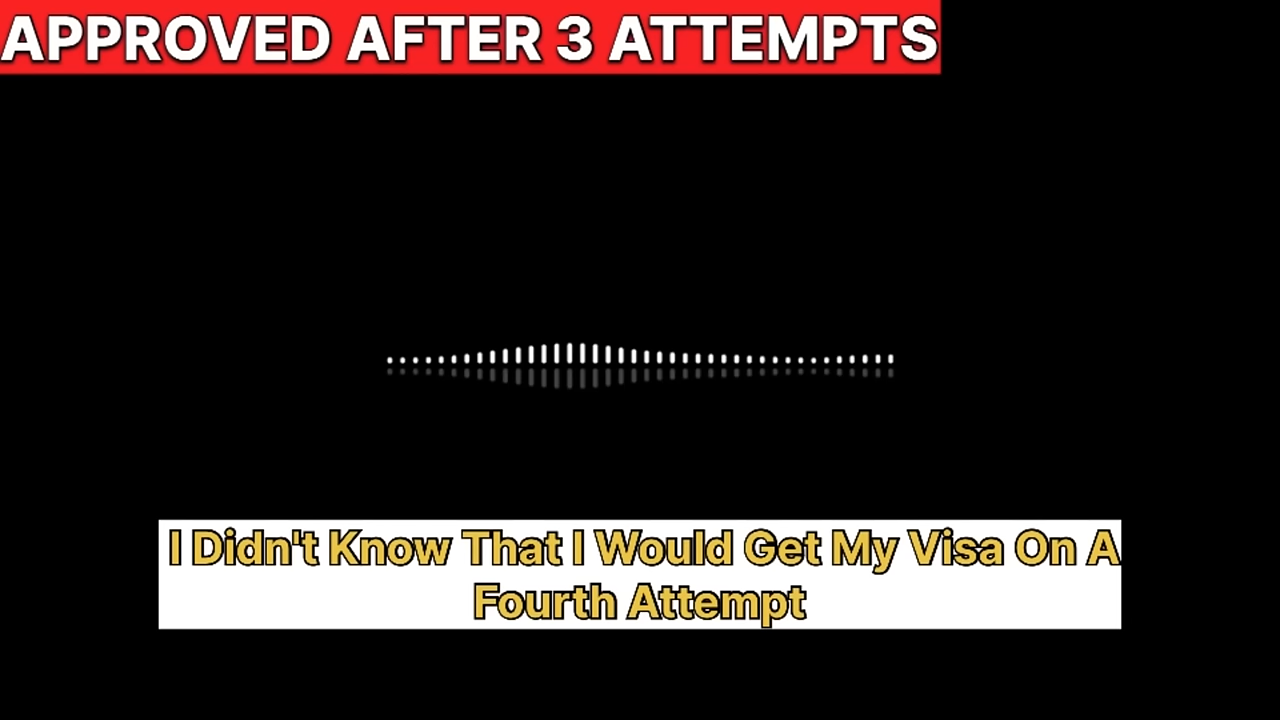 APPROVED AFTER 3 ATTEMPTS
I Didn't Know That I Would Get My Visa On A
Fourth Attempt